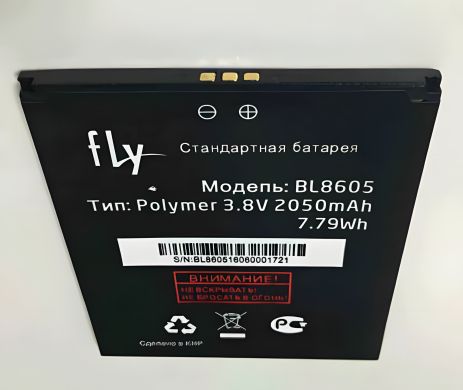 ⊖ ⊕
fly Стандартная батарея
Модель: BL8605
Тип: Polymer 3.8V 2050mAh
7.79Wh
S/N:BL860516060001721
ВНИМАНИЕ!
НЕ ВСКРЫВАТЬ!
НЕ БРОСАТЬ В ОГОНЬ!
Сделано в КНР